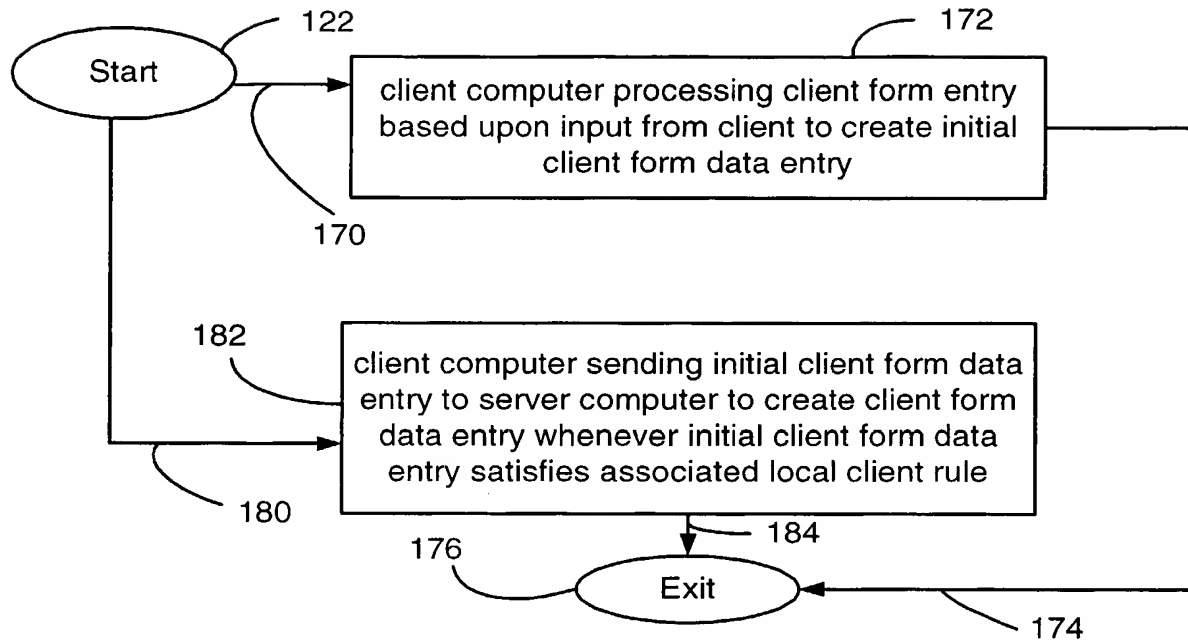 122
172
Start
client computer processing client form entry
based upon input from client to create initial
client form data entry
170
182
client computer sending initial client form data
entry to server computer to create client form
data entry whenever initial client form data
entry satisfies associated local client rule
180
184
176
Exit
174